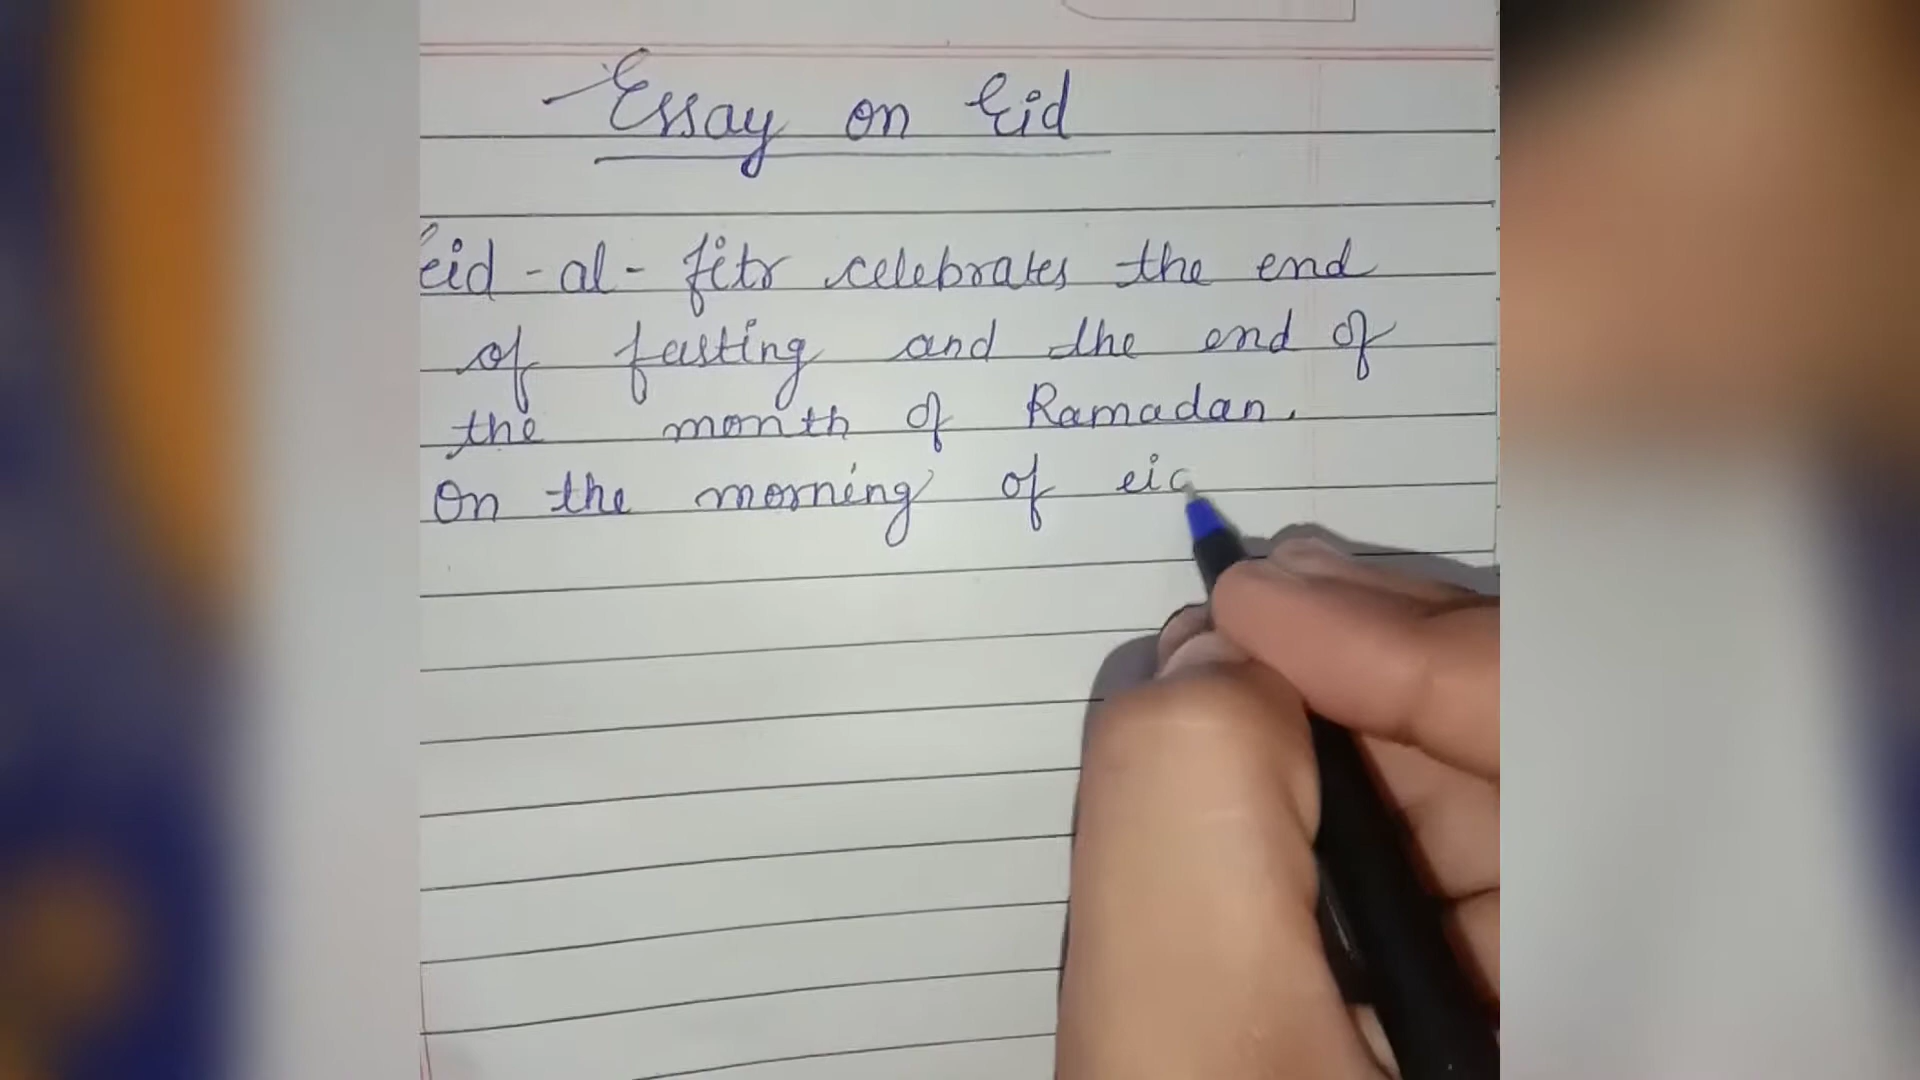 Essay on Eid
eid-al-fitr celebrates the end
of fasting and the end of
the month of Ramadan.
On the morning of eid